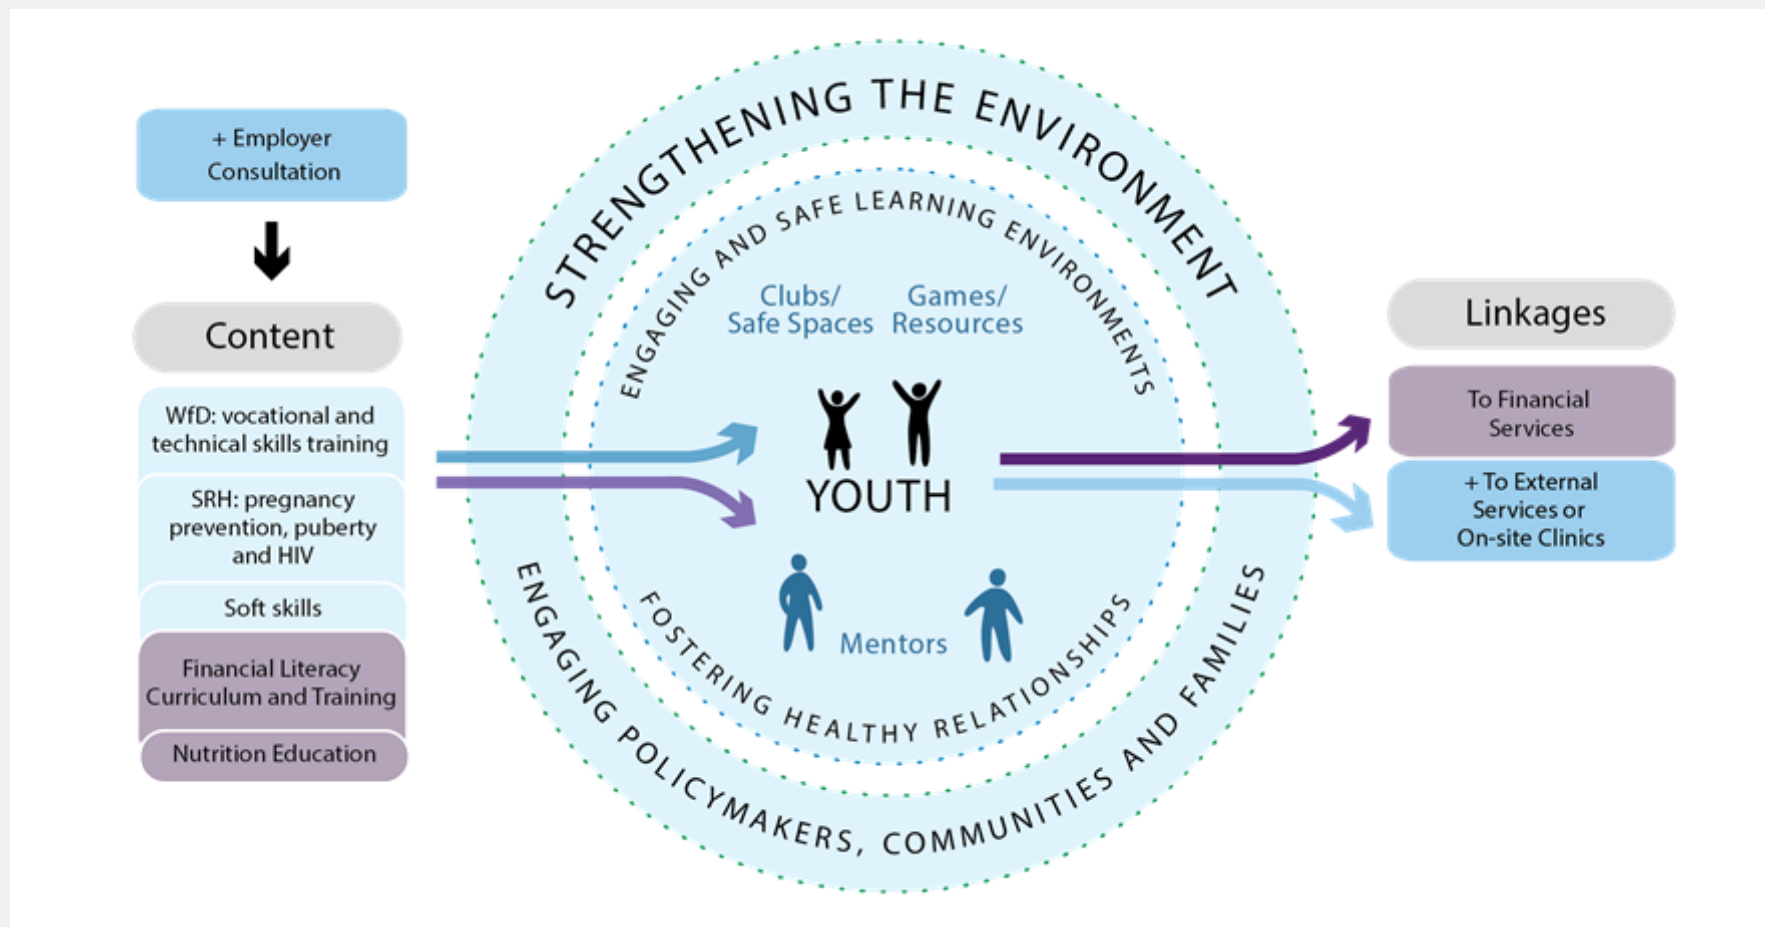 + Employer
Consultation
Content
WfD: vocational and
technical skills training
SRH: pregnancy
prevention, puberty
and HIV
Soft skills
Financial Literacy
Curriculum and Training
Nutrition Education
STRENGTHENING THE ENVIRONMENT
ENGAGING AND SAFE LEARNING ENVIRONMENTS
Clubs/
Safe Spaces
Games/
Resources
YOUTH
Mentors
FOSTERING HEALTHY RELATIONSHIPS
ENGAGING POLICYMAKERS, COMMUNITIES AND FAMILIES
Linkages
To Financial
Services
+ To External
Services or
On-site Clinics